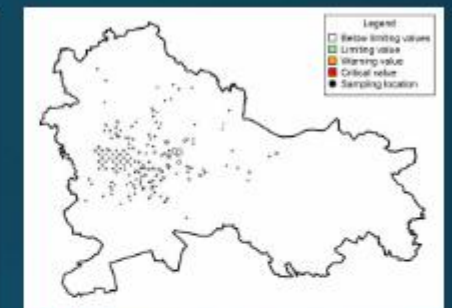 Legend
Below limiting values
Limiting value
Warning value
Critical value
Sampling location